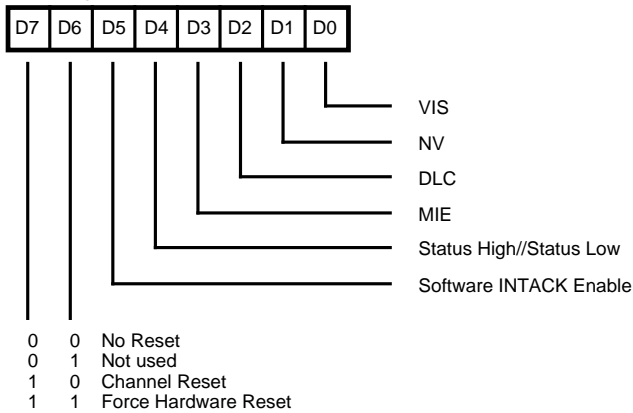 D7 D6 D5 D4 D3 D2 D1 D0
VIS
NV
DLC
MIE
Status High//Status Low
Software INTACK Enable
0 0 No Reset
0 1 Not used
1 0 Channel Reset
1 1 Force Hardware Reset